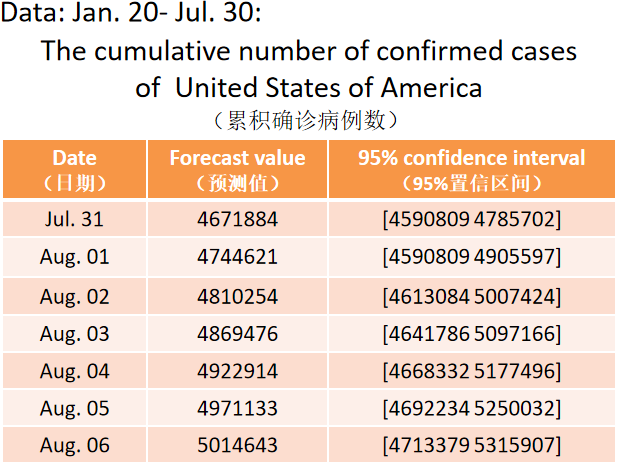 Data: Jan. 20- Jul. 30:
The cumulative number of confirmed cases
of United States of America
（累积确诊病例数）
Date Forecast value 95% confidence interval
（日期） （预测值） （95%置信区间）
Jul. 31 4671884 [4590809 4785702]
Aug. 01 4744621 [4590809 4905597]
Aug. 02 4810254 [4613084 5007424]
Aug. 03 4869476 [4641786 5097166]
Aug. 04 4922914 [4668332 5177496]
Aug. 05 4971133 [4692234 5250032]
Aug. 06 5014643 [4713379 5315907]